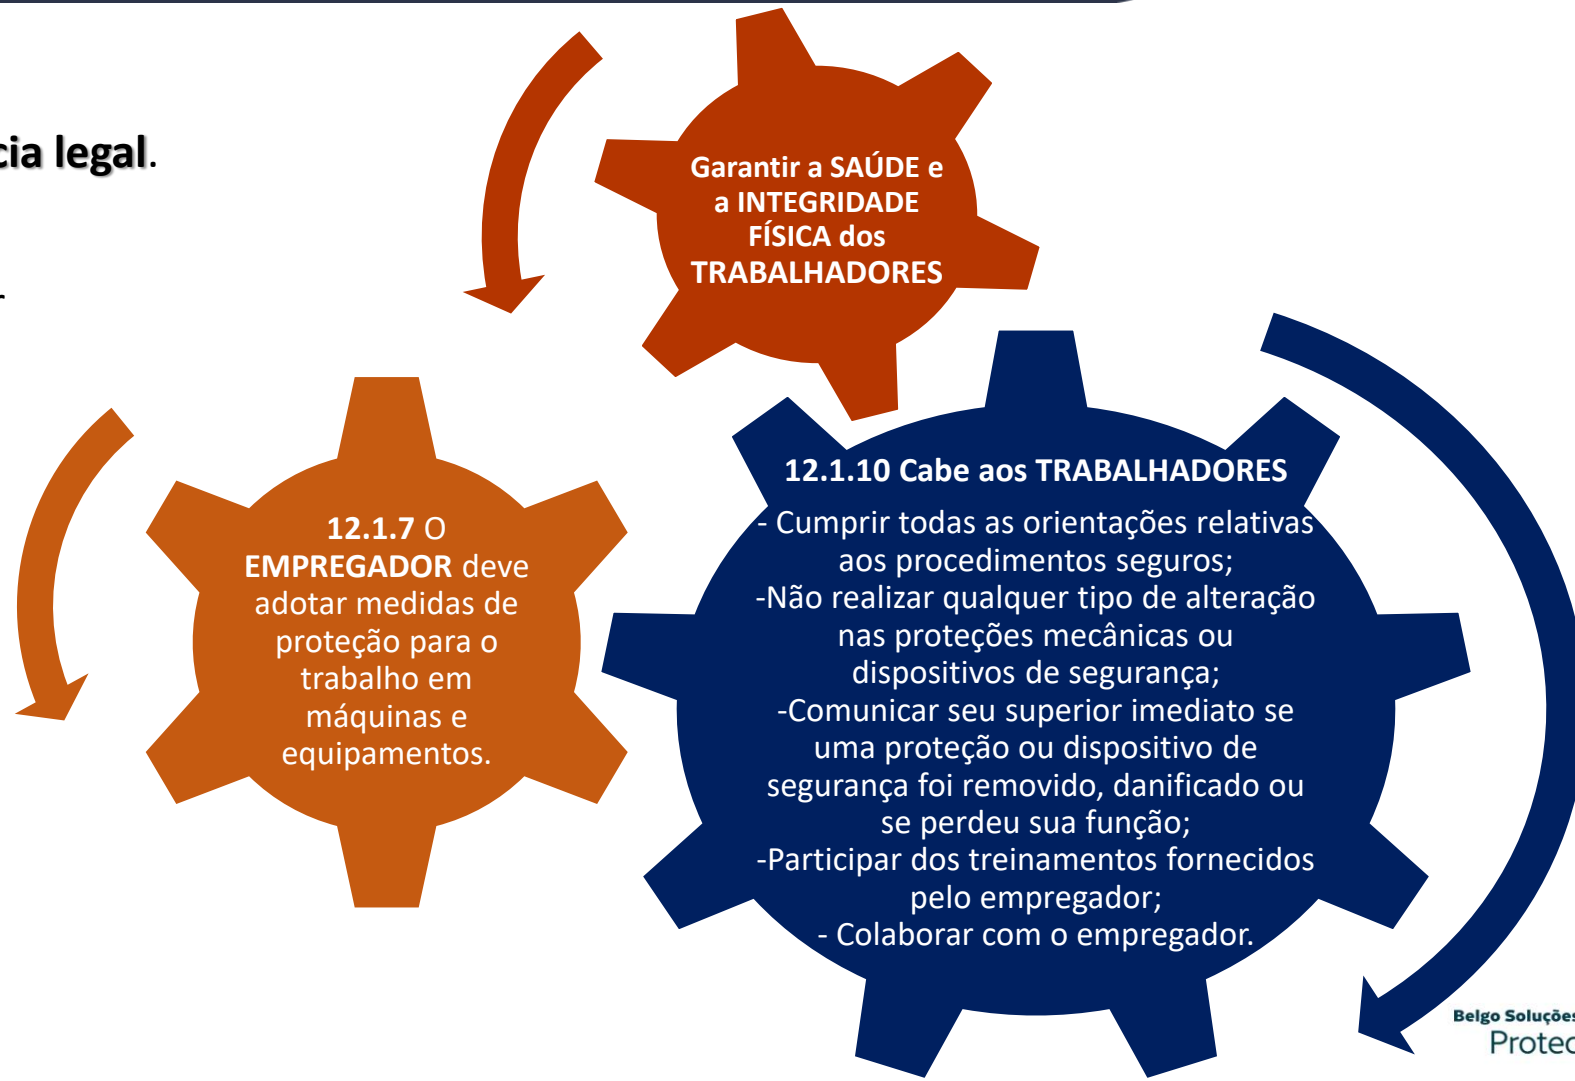 legal.
Garantir a SAÚDE e
a INTEGRIDADE
FÍSICA dos
TRABALHADORES
12.1.7 O
EMPREGADOR deve
adotar medidas de
proteção para o
trabalho em
máquinas e
equipamentos.
12.1.10 Cabe aos TRABALHADORES
- Cumprir todas as orientações relativas
aos procedimentos seguros;
-Não realizar qualquer tipo de alteração
nas proteções mecânicas ou
dispositivos de segurança;
-Comunicar seu superior imediato se
uma proteção ou dispositivo de
segurança foi removido, danificado ou
se perdeu sua função;
-Participar dos treinamentos fornecidos
pelo empregador;
- Colaborar com o empregador.
Belgo Soluções